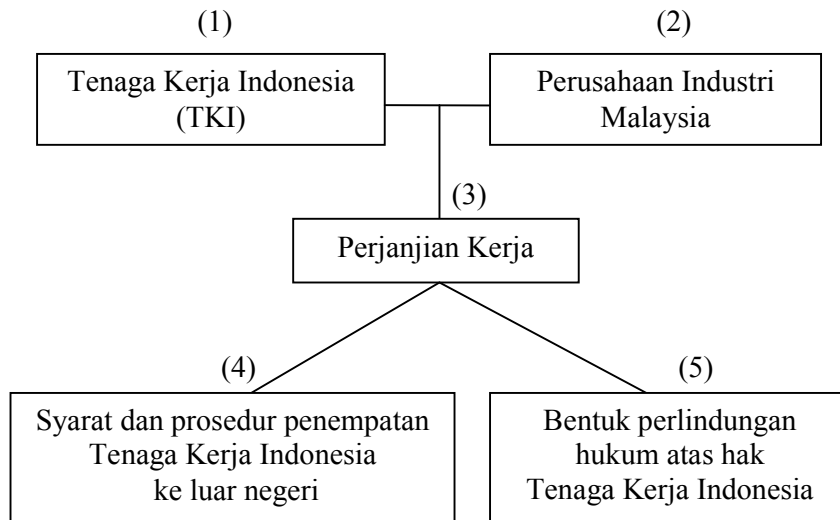 (1)
Tenaga Kerja Indonesia
(TKI)
(2)
Perusahaan Industri
Malaysia
(3)
Perjanjian Kerja
(4)
Syarat dan prosedur penempatan
Tenaga Kerja Indonesia
ke luar negeri
(5)
Bentuk perlindungan
hukum atas hak
Tenaga Kerja Indonesia